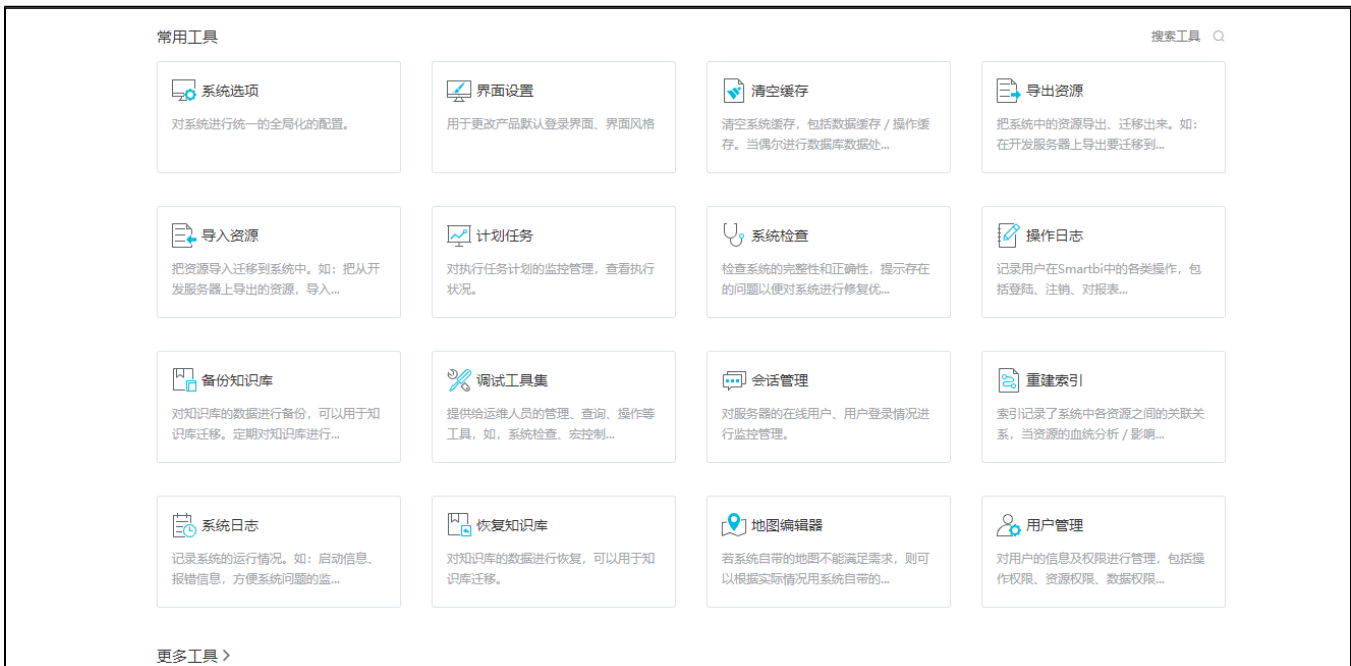 常用工具
搜索工具
系统选项
对系统进行统一的全局化的配置。
界面设置
用于更改产品默认登录界面、界面风格
清空缓存
清空系统缓存，包括数据缓存 / 操作缓
存。当偶尔进行数据库数据处...
导出资源
把系统中的资源导出、迁移出来。如：
在开发服务器上导出要迁移到...
导入资源
把资源导入迁移到系统中。如：把从开
发服务器上导出的资源，导入...
计划任务
对执行任务计划的监控管理，查看执行
状况。
系统检查
检查系统的完整性和正确性，提示存在
的问题以便对系统进行修复优...
操作日志
记录用户在Smartbi中的各类操作，包
括登陆、注销、对报表...
备份知识库
对知识库的数据进行备份，可以用于知
识库迁移。定期对知识库进行...
调试工具集
提供给运维人员的管理、查询、操作等
工具，如，系统检查、宏控制...
会话管理
对服务器的在线用户、用户登录情况进
行监控管理。
重建索引
索引记录了系统中各资源之间的关联关
系，当资源的血统分析 / 影响...
系统日志
记录系统的运行情况。如：启动信息、
报错信息，方便系统问题的监...
恢复知识库
对知识库的数据进行恢复，可以用于知
识库迁移。
地图编辑器
若系统自带的地图不能满足需求，则可
以根据实际情况用系统自带的...
用户管理
对用户的信息及权限进行管理，包括操
作权限、资源权限、数据权限...
更多工具